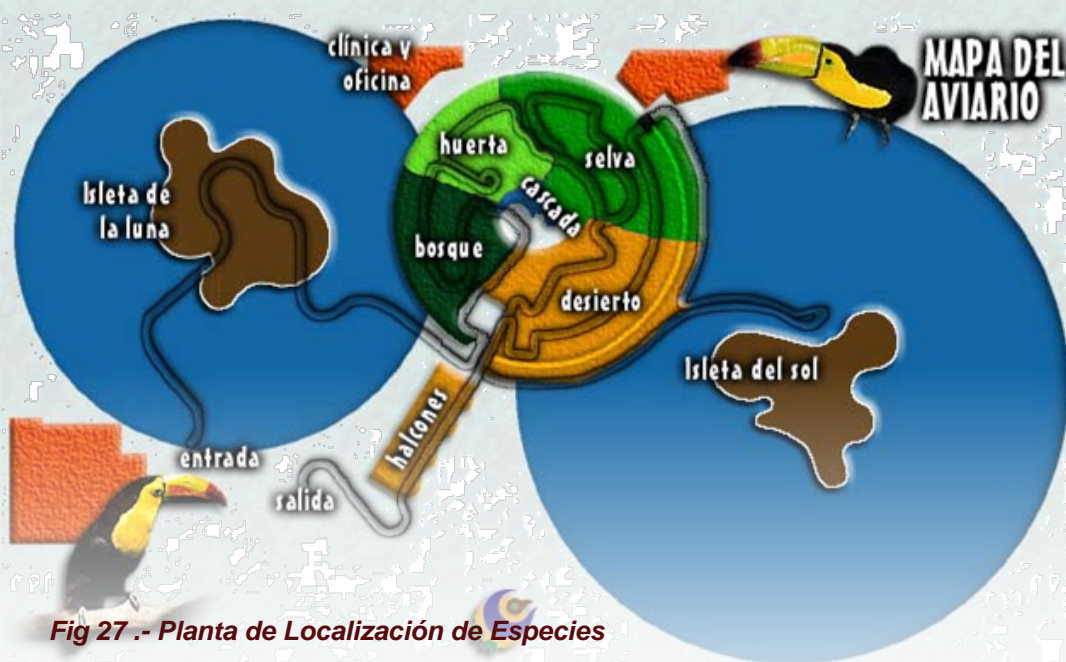 MAPA DEL
AVIARIO
clínica y
oficina
huerta
selva
cascada
Isleta de
la luna
bosque
desierto
Isleta del sol
halcones
entrada
salida
Fig 27 .- Planta de Localización de Especies